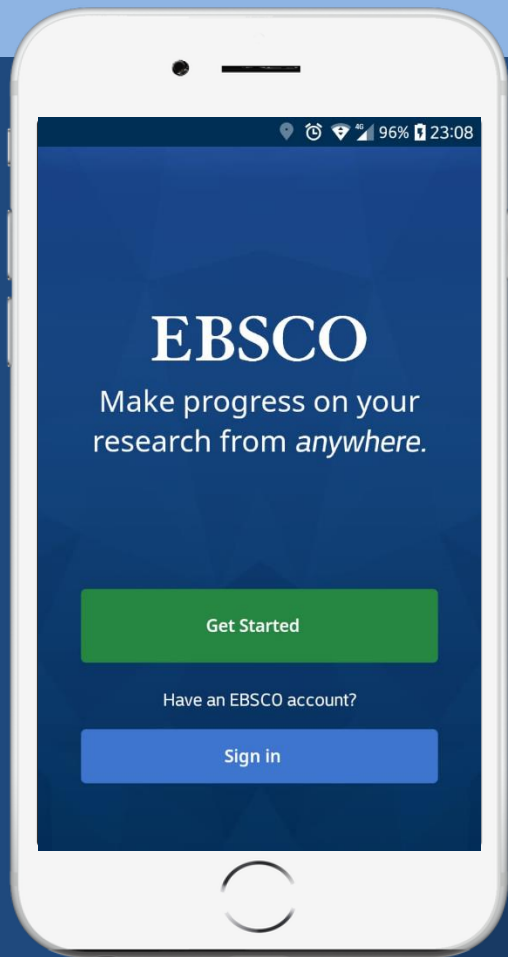 4G 96% 23:08
EBSCO
Make progress on your
research from anywhere.
Get Started
Have an EBSCO account?
Sign in